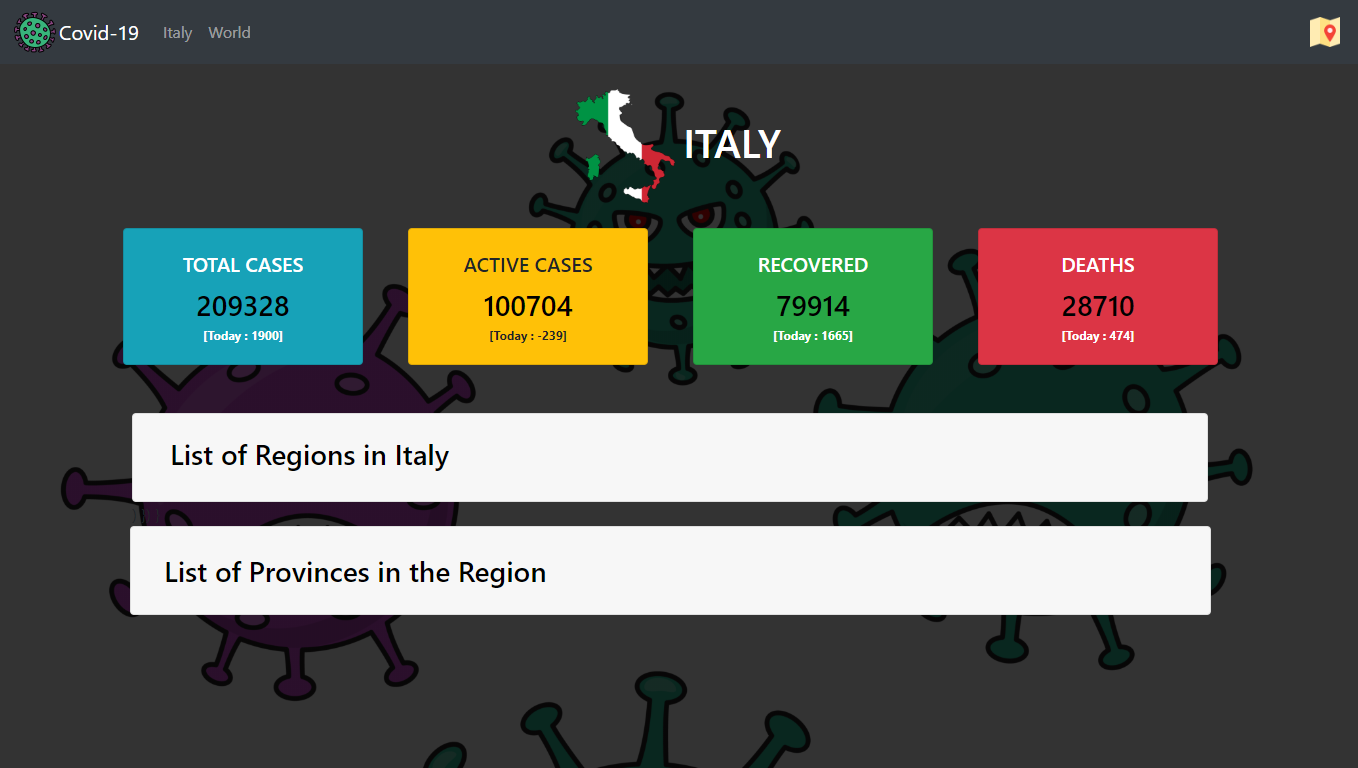 Covid-19 Italy World
ITALY
TOTAL CASES
209328
[Today : 1900]
ACTIVE CASES
100704
[Today : -239]
RECOVERED
79914
[Today : 1665]
DEATHS
28710
[Today : 474]
List of Regions in Italy
List of Provinces in the Region